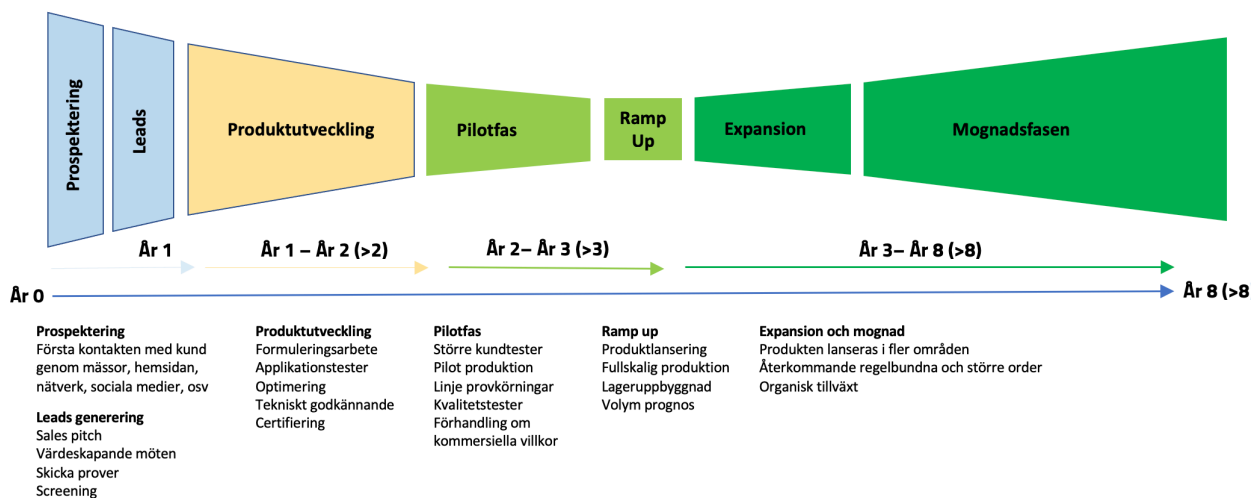 Prospektering
Leads
Produktutveckling
Pilotfas
Ramp
Up
Expansion
Mognadsfasen
År 1
År 1 – År 2 (>2)
År 2– År 3 (>3)
År 3– År 8 (>8)
År 0
År 8 (>8
Prospektering
Första kontakten med kund
genom mässor, hemsidan,
nätverk, sociala medier, osv
Leads generering
Sales pitch
Värdeskapande möten
Skicka prover
Screening
Produktutveckling
Formuleringsarbete
Applikationstester
Optimering
Tekniskt godkännande
Certifiering
Pilotfas
Större kundtester
Pilot produktion
Linje provkörningar
Kvalitetstester
Förhandling om
kommersiella villkor
Ramp up
Produktlansering
Fullskalig produktion
Lageruppbyggnad
Volym prognos
Expansion och mognad
Produkten lanseras i fler områden
Återkommande regelbundna och större order
Organisk tillväxt